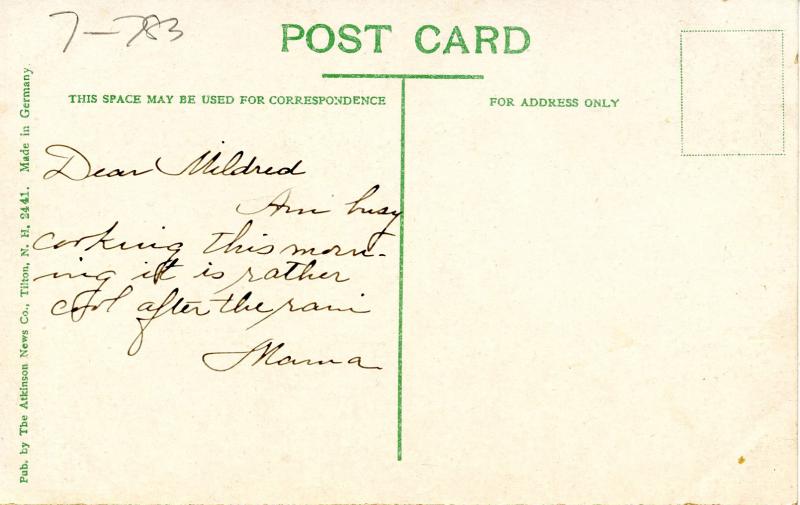 7-783
POST CARD
THIS SPACE MAY BE USED FOR CORRESPONDENCE
FOR ADDRESS ONLY
Dear Mildred
Am busy
cooking this morn-
ing it is rather
cool after the rain
Mama
Pub. by The Atkinson News Co., Tilton, N. H. 2441. Made in Germany.